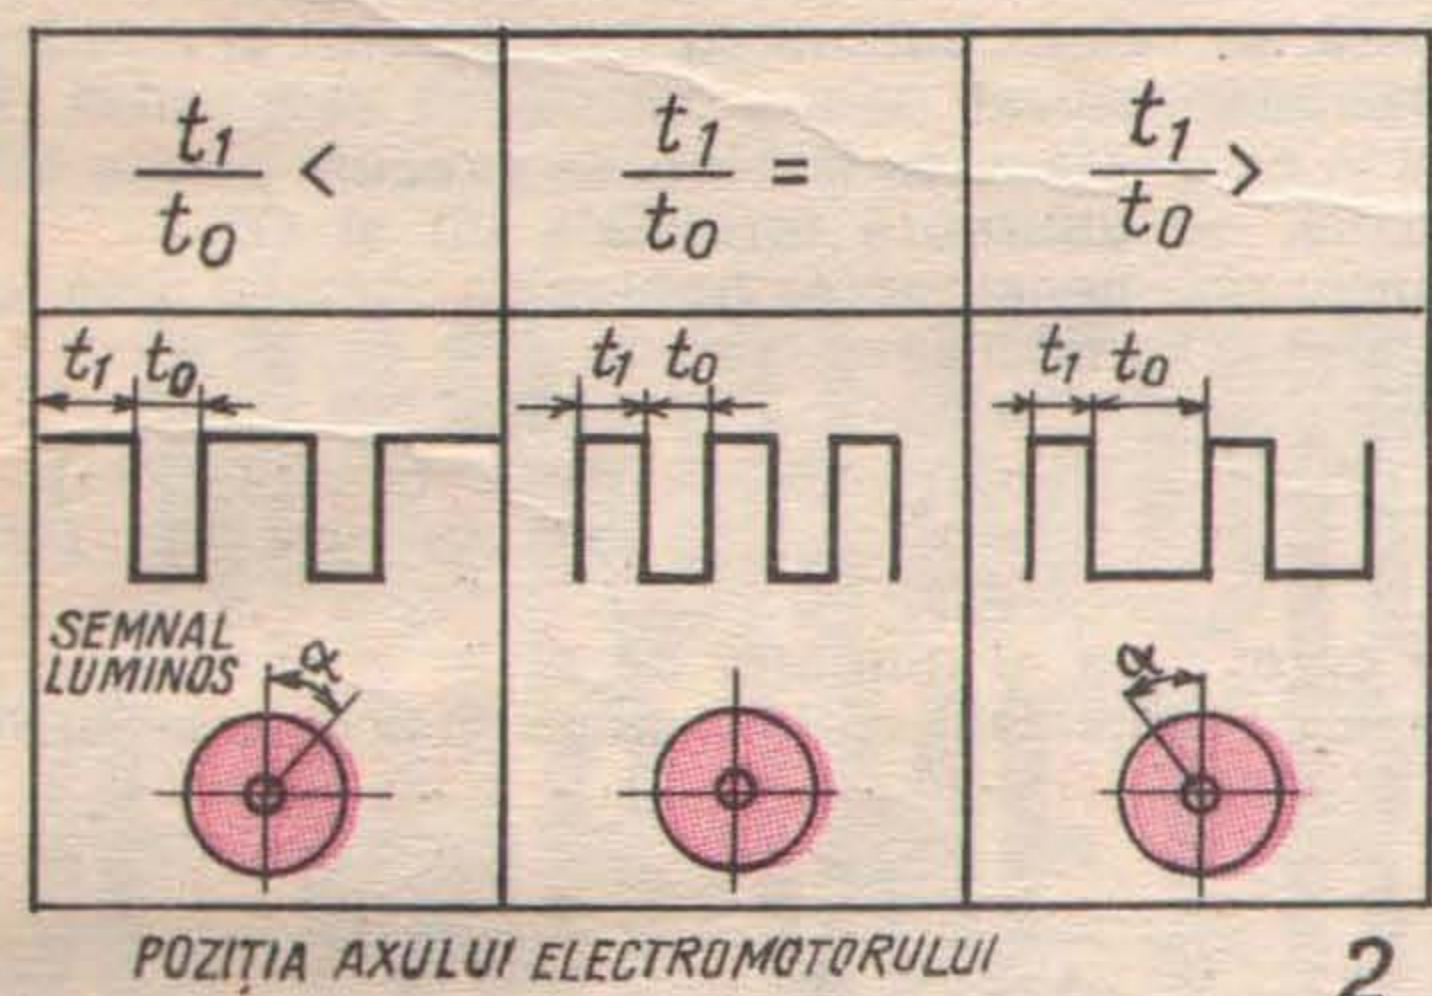 t1/t0 <
t1/t0 =
t1/t0 >
t1 t0
t1 t0
t1 t0
SEMNAL
LUMINOS
α
α
POZIȚIA AXULUI ELECTROMOTORULUI
2